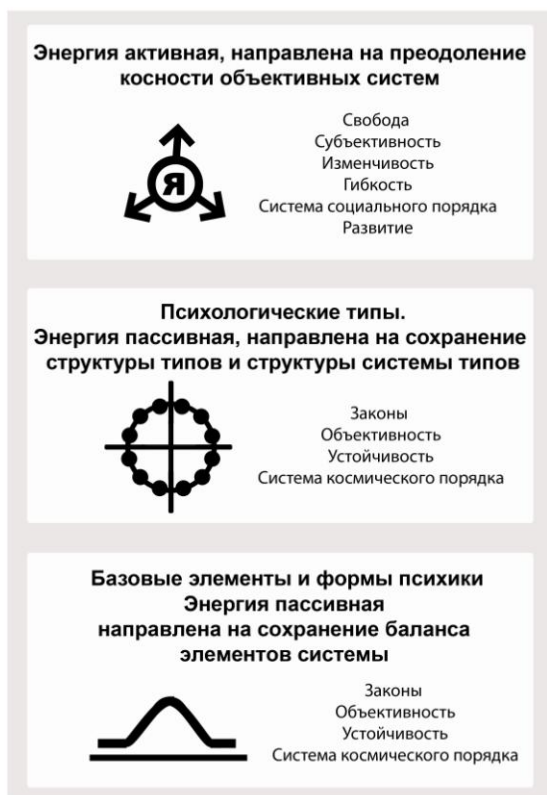 Энергия активная, направлена на преодоление
косности объективных систем
Я
Свобода
Субъективность
Изменчивость
Гибкость
Система социального порядка
Развитие
Психологические типы.
Энергия пассивная, направлена на сохранение
структуры типов и структуры системы типов
Законы
Объективность
Устойчивость
Система космического порядка
Базовые элементы и формы психики
Энергия пассивная
направлена на сохранение баланса
элементов системы
Законы
Объективность
Устойчивость
Система космического порядка